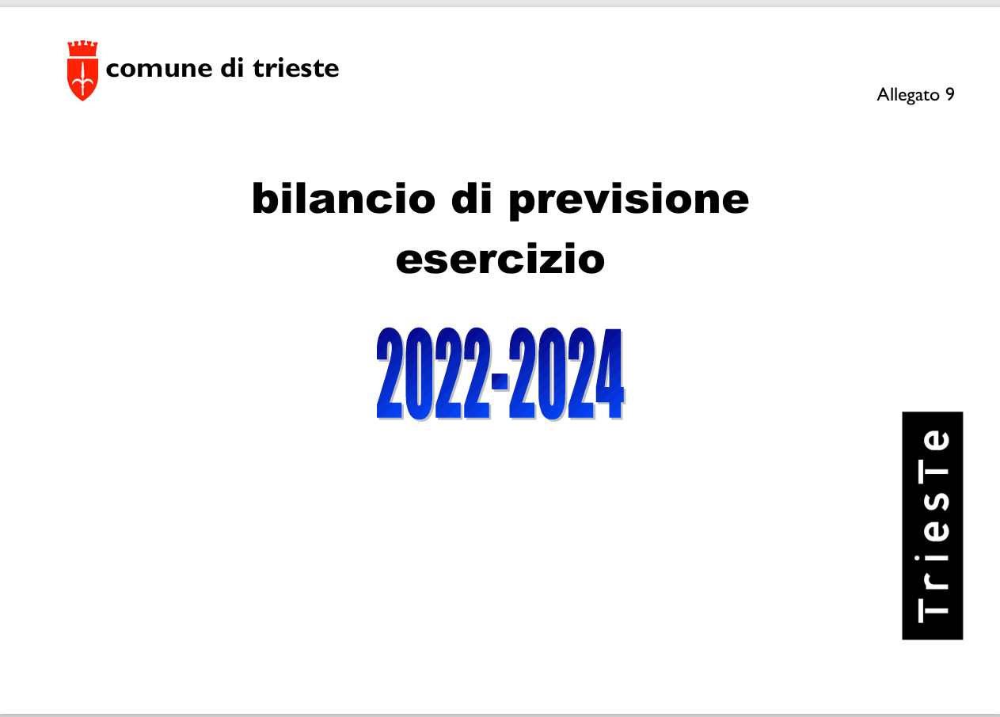 comune di trieste
Allegato 9
bilancio di previsione
esercizio
2022-2024
TriesTe